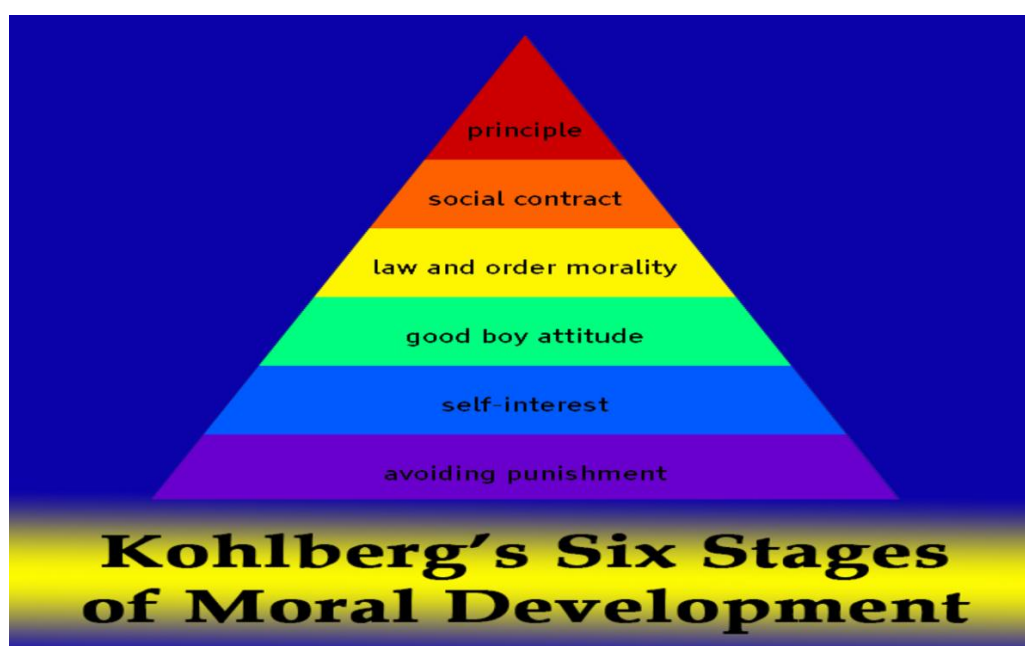 principle
social contract
law and order morality
good boy attitude
self-interest
avoiding punishment
Kohlberg’s Six Stages
of Moral Development